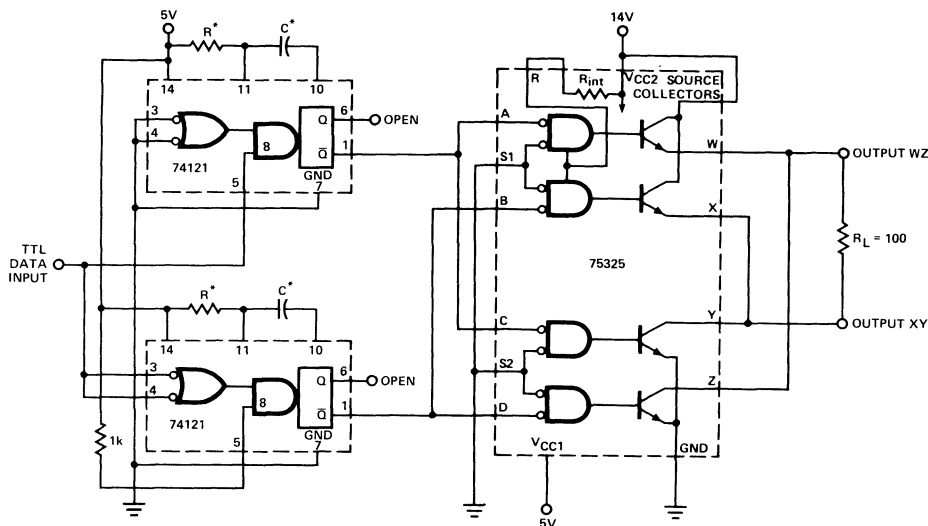 5V
R*
C*
14
11
10
3
4
8
Q
6
OPEN
Q̅
1
GND
7
74121
5
TTL
DATA
INPUT
R*
C*
14
11
10
3
4
8
Q
6
OPEN
Q̅
1
GND
7
74121
5
1k
14V
R
Rint
VCC2 SOURCE
COLLECTORS
A
W
S1
B
X
75325
C
Y
S2
D
Z
VCC1
GND
5V
OUTPUT WZ
RL = 100
OUTPUT XY